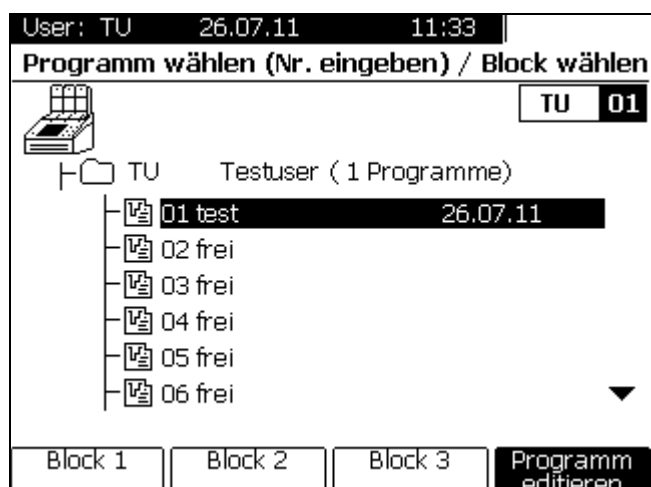 User: TU 26.07.11 11:33
Programm wählen (Nr. eingeben) / Block wählen
TU 01
TU Testuser ( 1 Programme)
01 test 26.07.11
02 frei
03 frei
04 frei
05 frei
06 frei
Block 1 Block 2 Block 3 Programm
editieren